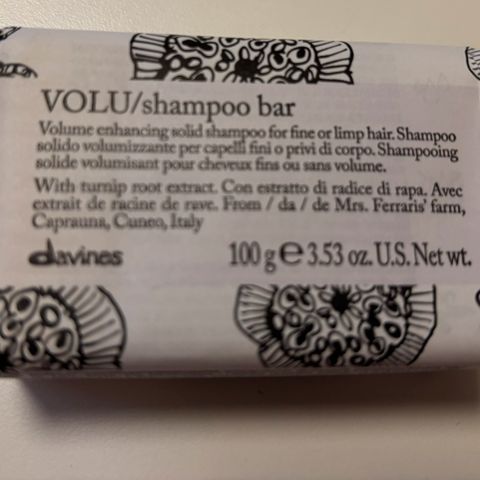 VOLU/shampoo bar
Volume enhancing solid shampoo for fine or limp hair. Shampoo
solido volumizzante per capelli fini o privi di corpo. Shampooing
solide volumisant pour cheveux fins ou sans volume.
With turnip root extract. Con estratto di radice di rapa. Avec
extrait de racine de rave. From / da / de Mrs. Ferraris' farm,
Caprauna, Cuneo, Italy
davines 100 g e 3.53 oz. U.S. Net wt.